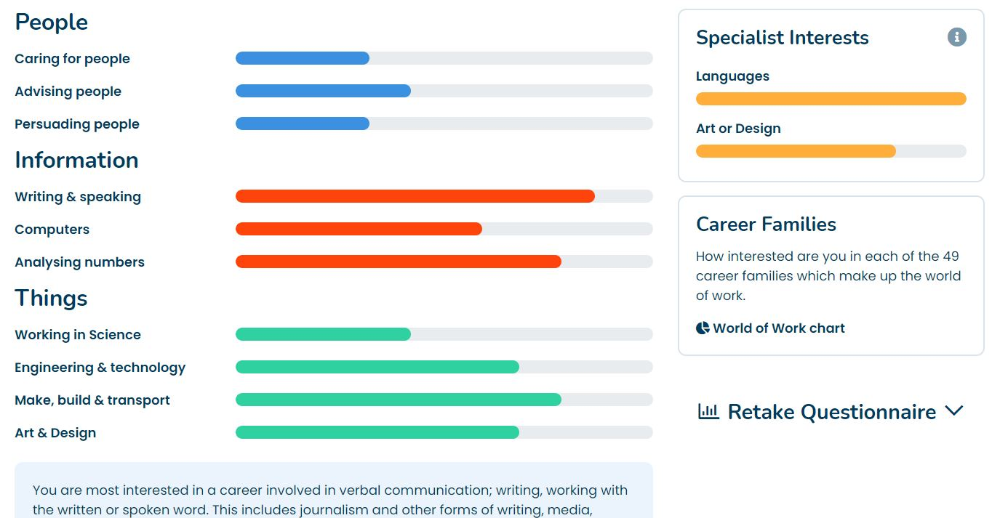 People
Caring for people
Advising people
Persuading people
Information
Writing & speaking
Computers
Analysing numbers
Things
Working in Science
Engineering & technology
Make, build & transport
Art & Design
You are most interested in a career involved in verbal communication; writing, working with
the written or spoken word. This includes journalism and other forms of writing, media,
Specialist Interests
Languages
Art or Design
Career Families
How interested are you in each of the 49
career families which make up the world
of work.
World of Work chart
Retake Questionnaire